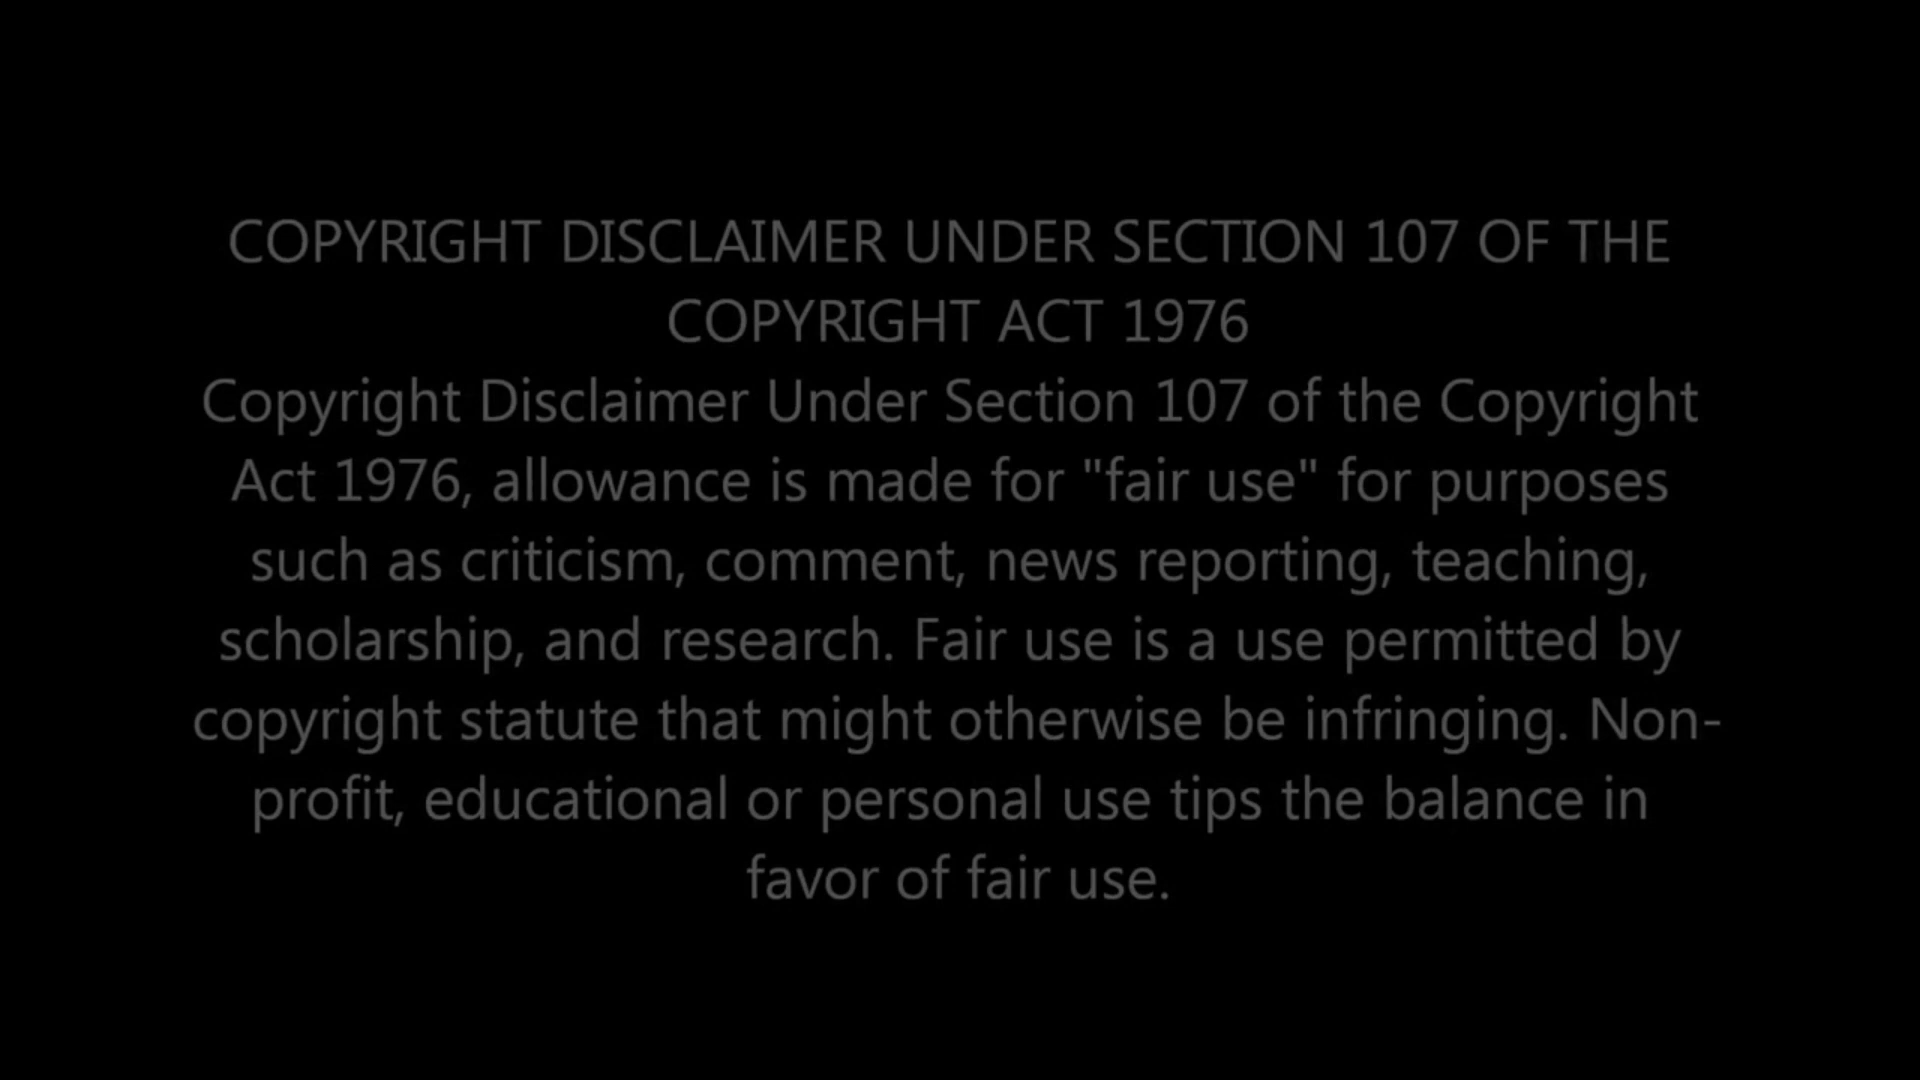 COPYRIGHT DISCLAIMER UNDER SECTION 107 OF THE
COPYRIGHT ACT 1976
Copyright Disclaimer Under Section 107 of the Copyright
Act 1976, allowance is made for "fair use" for purposes
such as criticism, comment, news reporting, teaching,
scholarship, and research. Fair use is a use permitted by
copyright statute that might otherwise be infringing. Non-
profit, educational or personal use tips the balance in
favor of fair use.